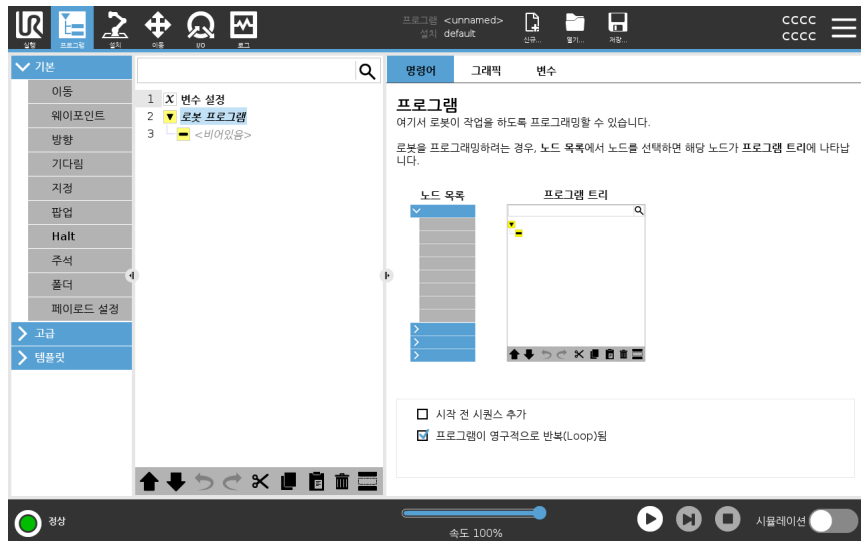 UR
실행
프로그램
설치
이동
I/O
로그
프로그램 <unnamed>
설치 default
신규...
열기...
저장...
cccc
cccc
기본
이동
웨이포인트
방향
기다림
지정
팝업
Halt
주석
폴더
페이로드 설정
고급
템플릿
1 X 변수 설정
2 로봇 프로그램
3 <비어있음>
명령어 그래픽 변수
프로그램
여기서 로봇이 작업을 하도록 프로그래밍할 수 있습니다.
로봇을 프로그래밍하려는 경우, 노드 목록에서 노드를 선택하면 해당 노드가 프로그램 트리에 나타납
니다.
노드 목록
프로그램 트리
시작 전 시퀀스 추가
프로그램이 영구적으로 반복(Loop)됨
정상
속도 100%
시뮬레이션